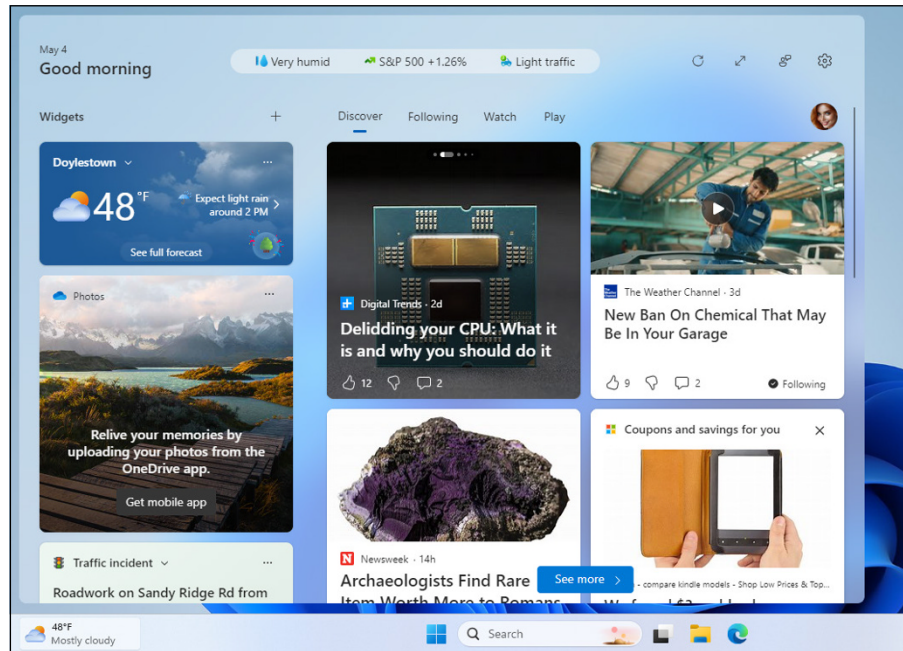 May 4
Good morning
Very humid
S&P 500 +1.26%
Light traffic
Widgets
Discover
Following
Watch
Play
Doylestown
48°F
Expect light rain
around 2 PM
See full forecast
Photos
Relive your memories by
uploading your photos from the
OneDrive app.
Get mobile app
Traffic incident
Roadwork on Sandy Ridge Rd from
Digital Trends · 2d
Delidding your CPU: What it
is and why you should do it
12
2
The Weather Channel · 3d
New Ban On Chemical That May
Be In Your Garage
9
2
Following
Newsweek · 14h
Archaeologists Find Rare
Item Worth More to Romans
Coupons and savings for you
- compare kindle models - Shop Low Prices & Top...
See more
48°F
Mostly cloudy
Search